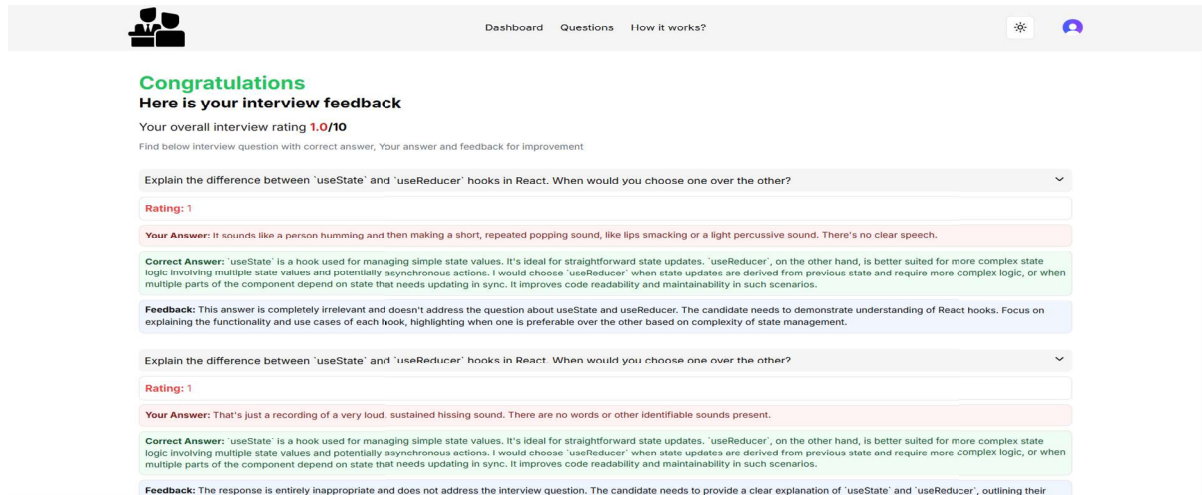 Dashboard Questions How it works?
Congratulations
Here is your interview feedback
Your overall interview rating 1.0/10
Find below interview question with correct answer, Your answer and feedback for improvement
Explain the difference between `useState` and `useReducer` hooks in React. When would you choose one over the other?
Rating: 1
Your Answer: It sounds like a person humming and then making a short, repeated popping sound, like lips smacking or a light percussive sound. There's no clear speech.
Correct Answer: `useState` is a hook used for managing simple state values. It's ideal for straightforward state updates. `useReducer`, on the other hand, is better suited for more complex state
logic involving multiple state values and potentially asynchronous actions. I would choose `useReducer` when state updates are derived from previous state and require more complex logic, or when
multiple parts of the component depend on state that needs updating in sync. It improves code readability and maintainability in such scenarios.
Feedback: This answer is completely irrelevant and doesn't address the question about useState and useReducer. The candidate needs to demonstrate understanding of React hooks. Focus on
explaining the functionality and use cases of each hook, highlighting when one is preferable over the other based on complexity of state management.
Explain the difference between `useState` and `useReducer` hooks in React. When would you choose one over the other?
Rating: 1
Your Answer: That's just a recording of a very loud, sustained hissing sound. There are no words or other identifiable sounds present.
Correct Answer: `useState` is a hook used for managing simple state values. It's ideal for straightforward state updates. `useReducer`, on the other hand, is better suited for more complex state
logic involving multiple state values and potentially asynchronous actions. I would choose `useReducer` when state updates are derived from previous state and require more complex logic, or when
multiple parts of the component depend on state that needs updating in sync. It improves code readability and maintainability in such scenarios.
Feedback: The response is entirely inappropriate and does not address the interview question. The candidate needs to provide a clear explanation of `useState` and `useReducer`, outlining their